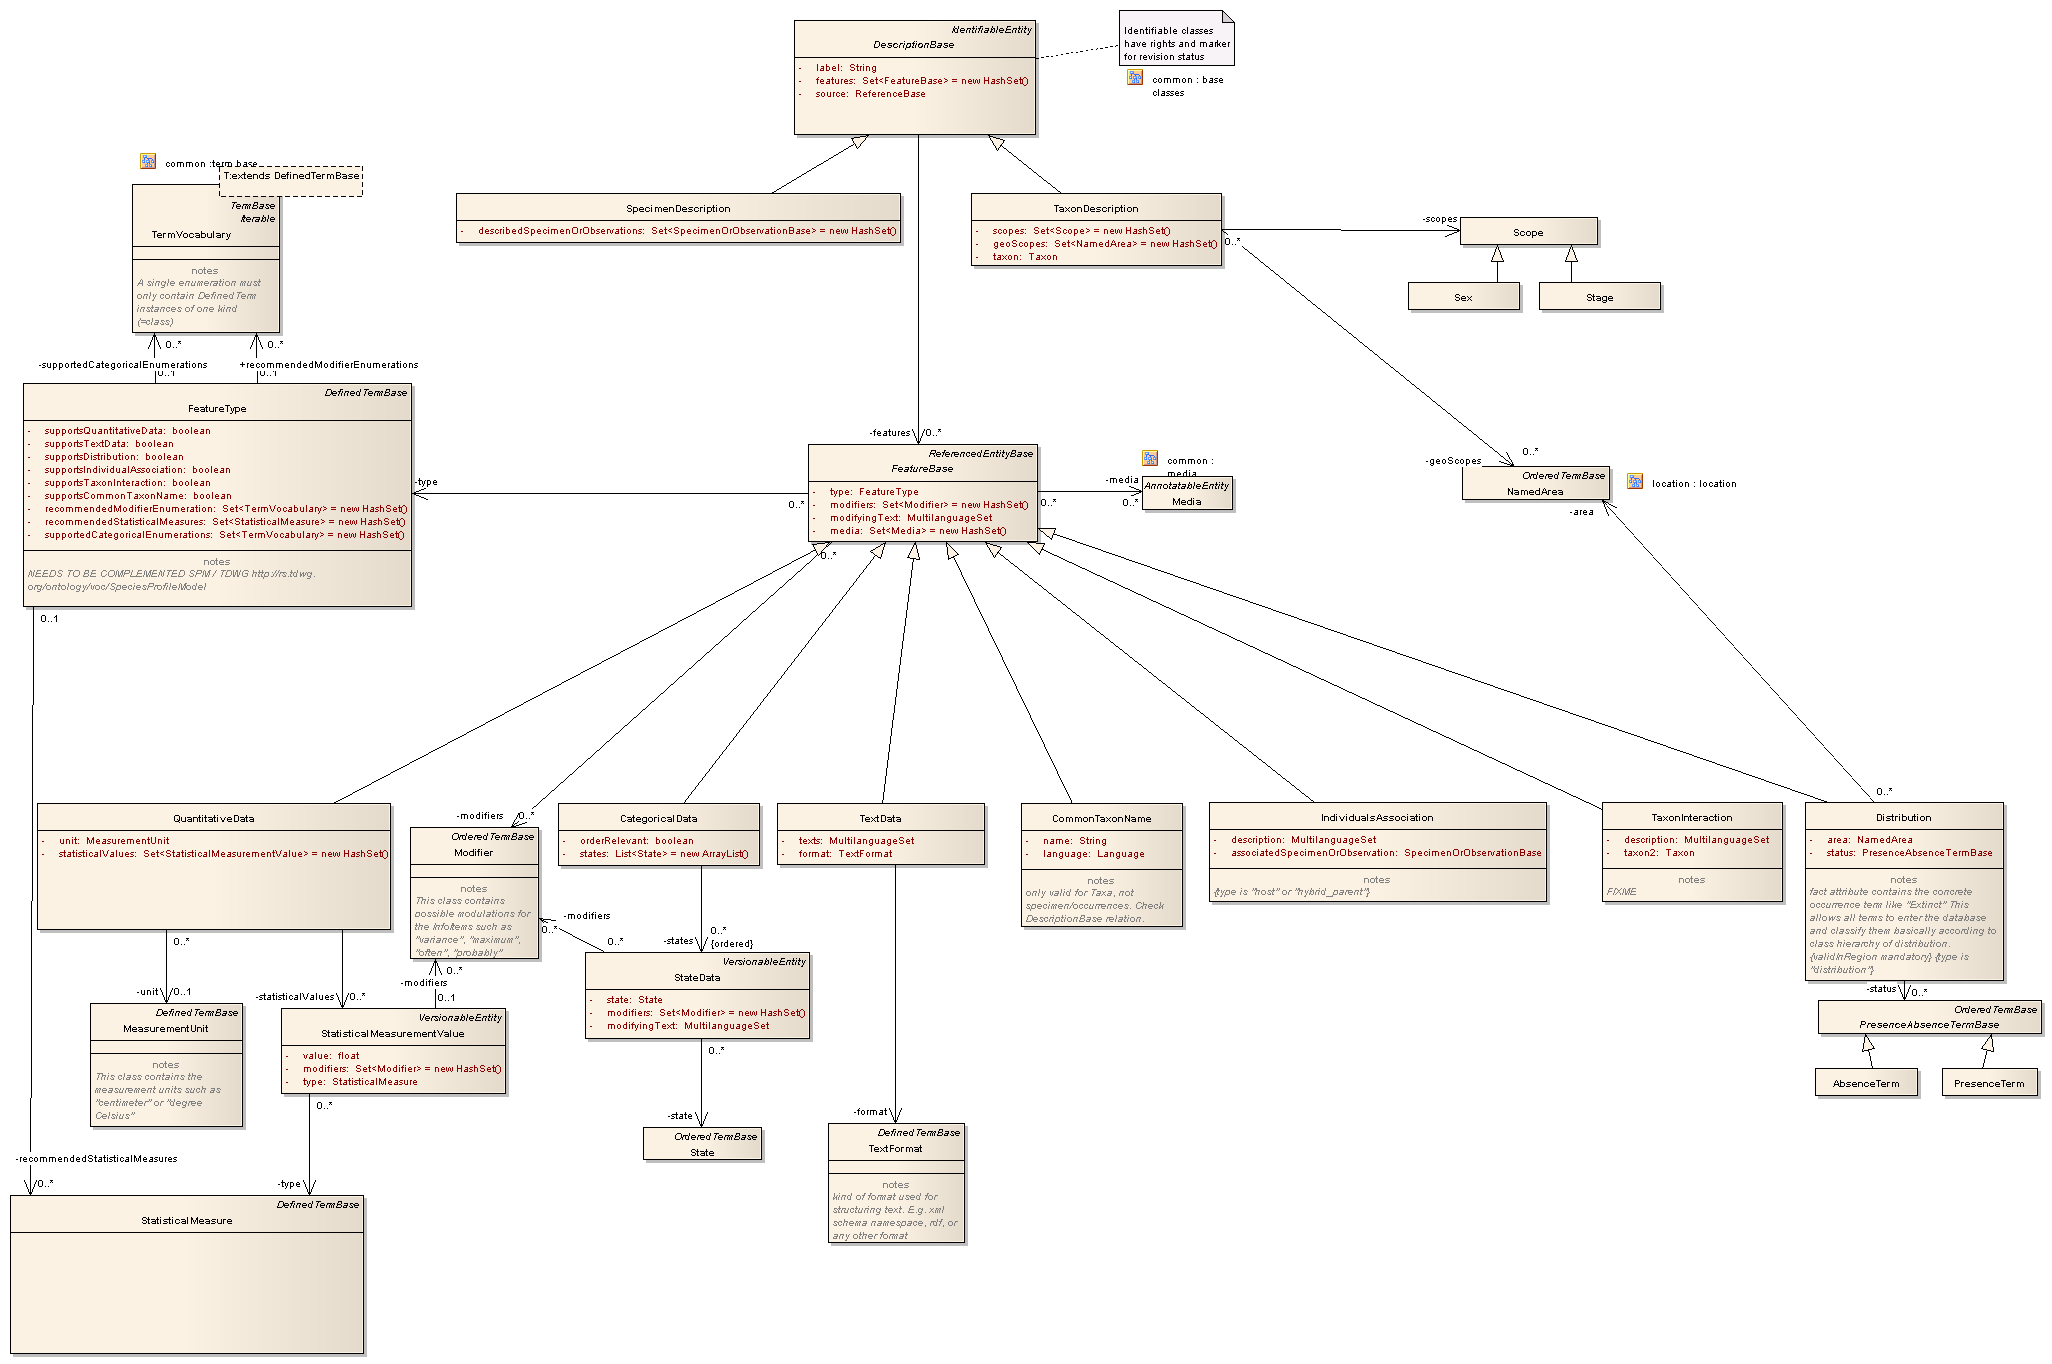 IdentifiableEntity
DescriptionBase
- label: String
- features: Set<FeatureBase> = new HashSet()
- source: ReferenceBase
Identifiable classes
have rights and marker
for revision status
common : base
classes
common :term base
T:extends DefinedTermBase
TermBase
Iterable
TermVocabulary
notes
A single enumeration must
only contain DefinedTerm
instances of one kind
(=class)
SpecimenDescription
- describedSpecimenOrObservations: Set<SpecimenOrObservationBase> = new HashSet()
TaxonDescription
- scopes: Set<Scope> = new HashSet()
- geoScopes: Set<NamedArea> = new HashSet()
- taxon: Taxon
0..*
-scopes
Scope
Sex
Stage
0..*
0..*
-supportedCategoricalEnumerations
0..1
+recommendedModifierEnumerations
0..1
DefinedTermBase
FeatureType
- supportsQuantitativeData: boolean
- supportsTextData: boolean
- supportsDistribution: boolean
- supportsIndividualAssociation: boolean
- supportsTaxonInteraction: boolean
- supportsCommonTaxonName: boolean
- recommendedModifierEnumeration: Set<TermVocabulary> = new HashSet()
- recommendedStatisticalMeasures: Set<StatisticalMeasure> = new HashSet()
- supportedCategoricalEnumerations: Set<TermVocabulary> = new HashSet()
notes
NEEDS TO BE COMPLEMENTED SPM / TDWG http://rs.tdwg.
org/ontology/voc/SpeciesProfileModel
0..1
-type
0..*
-features
0..*
ReferencedEntityBase
FeatureBase
- type: FeatureType
- modifiers: Set<Modifier> = new HashSet()
- modifyingText: MultilanguageSet
- media: Set<Media> = new HashSet()
0..*
0..*
-media
0..*
common :
media
AnnotatableEntity
Media
-geoScopes
0..*
OrderedTermBase
NamedArea
-area
location : location
QuantitativeData
- unit: MeasurementUnit
- statisticalValues: Set<StatisticalMeasurementValue> = new HashSet()
-modifiers
0..*
OrderedTermBase
Modifier
notes
This class contains
possible modulations for
the InfoItems such as
"variance", "maximum",
"often", "probably"
CategoricalData
- orderRelevant: boolean
- states: List<State> = new ArrayList()
TextData
- texts: MultilanguageSet
- format: TextFormat
CommonTaxonName
- name: String
- language: Language
notes
only valid for Taxa, not
specimen/occurrences. Check
DescriptionBase relation.
IndividualsAssociation
- description: MultilanguageSet
- associatedSpecimenOrObservation: SpecimenOrObservationBase
notes
{type is "host" or "hybrid_parent"}
TaxonInteraction
- description: MultilanguageSet
- taxon2: Taxon
notes
FIXME
0..*
Distribution
- area: NamedArea
- status: PresenceAbsenceTermBase
notes
fact attribute contains the concrete
occurrence term like "Extinct" This
allows all terms to enter the database
and classify them basically according to
class hierarchy of distribution.
{validInRegion mandatory} {type is
"distribution"}
0..*
-unit
0..1
-statisticalValues
0..*
-modifiers
0..*
0..*
-modifiers
0..*
0..1
-states
0..*
{ordered}
DefinedTermBase
MeasurementUnit
notes
This class contains the
measurement units such as
"centimeter" or "degree
Celsius"
VersionableEntity
StatisticalMeasurementValue
- value: float
- modifiers: Set<Modifier> = new HashSet()
- type: StatisticalMeasure
0..*
VersionableEntity
StateData
- state: State
- modifiers: Set<Modifier> = new HashSet()
- modifyingText: MultilanguageSet
0..*
-state
OrderedTermBase
State
-format
DefinedTermBase
TextFormat
notes
kind of format used for
structuring text. E.g. xml
schema namespace, rdf, or
any other format
-status
0..*
OrderedTermBase
PresenceAbsenceTermBase
AbsenceTerm
PresenceTerm
-recommendedStatisticalMeasures
0..*
-type
DefinedTermBase
StatisticalMeasure